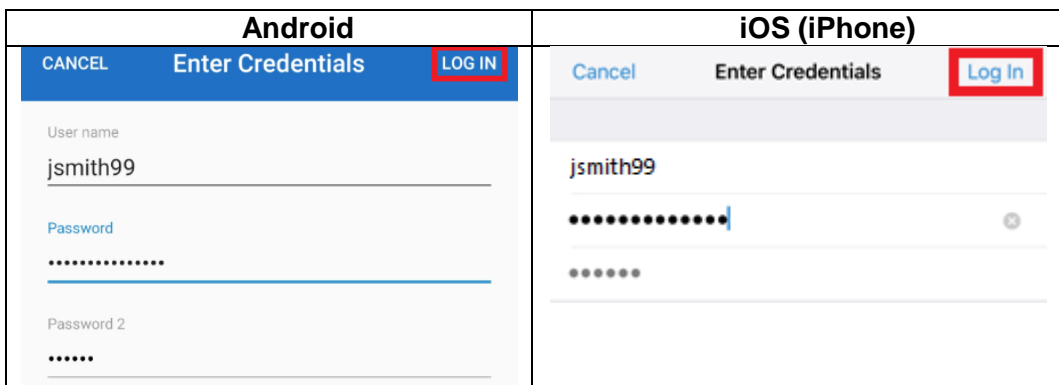 Android
iOS (iPhone)
CANCEL Enter Credentials LOG IN
User name
jsmith99
Password
•••••••••••••••
Password 2
••••••
Cancel Enter Credentials Log In
jsmith99
•••••••••••••
••••••